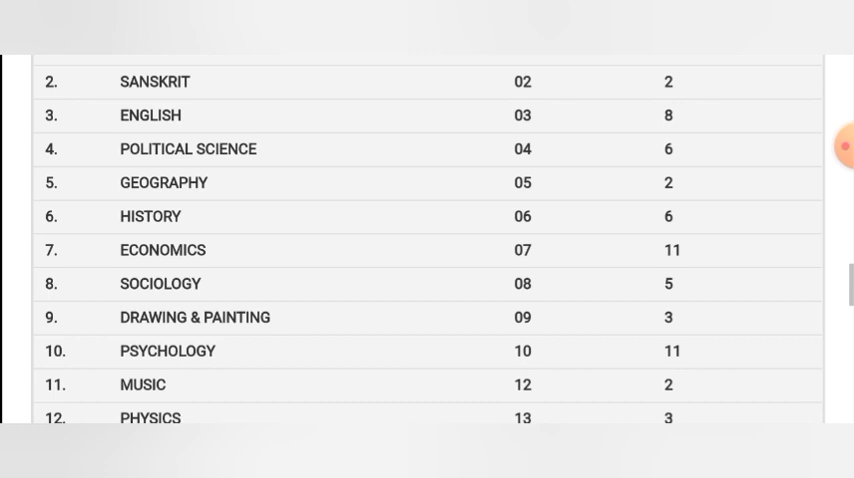 2. SANSKRIT 02 2
3. ENGLISH 03 8
4. POLITICAL SCIENCE 04 6
5. GEOGRAPHY 05 2
6. HISTORY 06 6
7. ECONOMICS 07 11
8. SOCIOLOGY 08 5
9. DRAWING & PAINTING 09 3
10. PSYCHOLOGY 10 11
11. MUSIC 12 2
12. PHYSICS 13 3